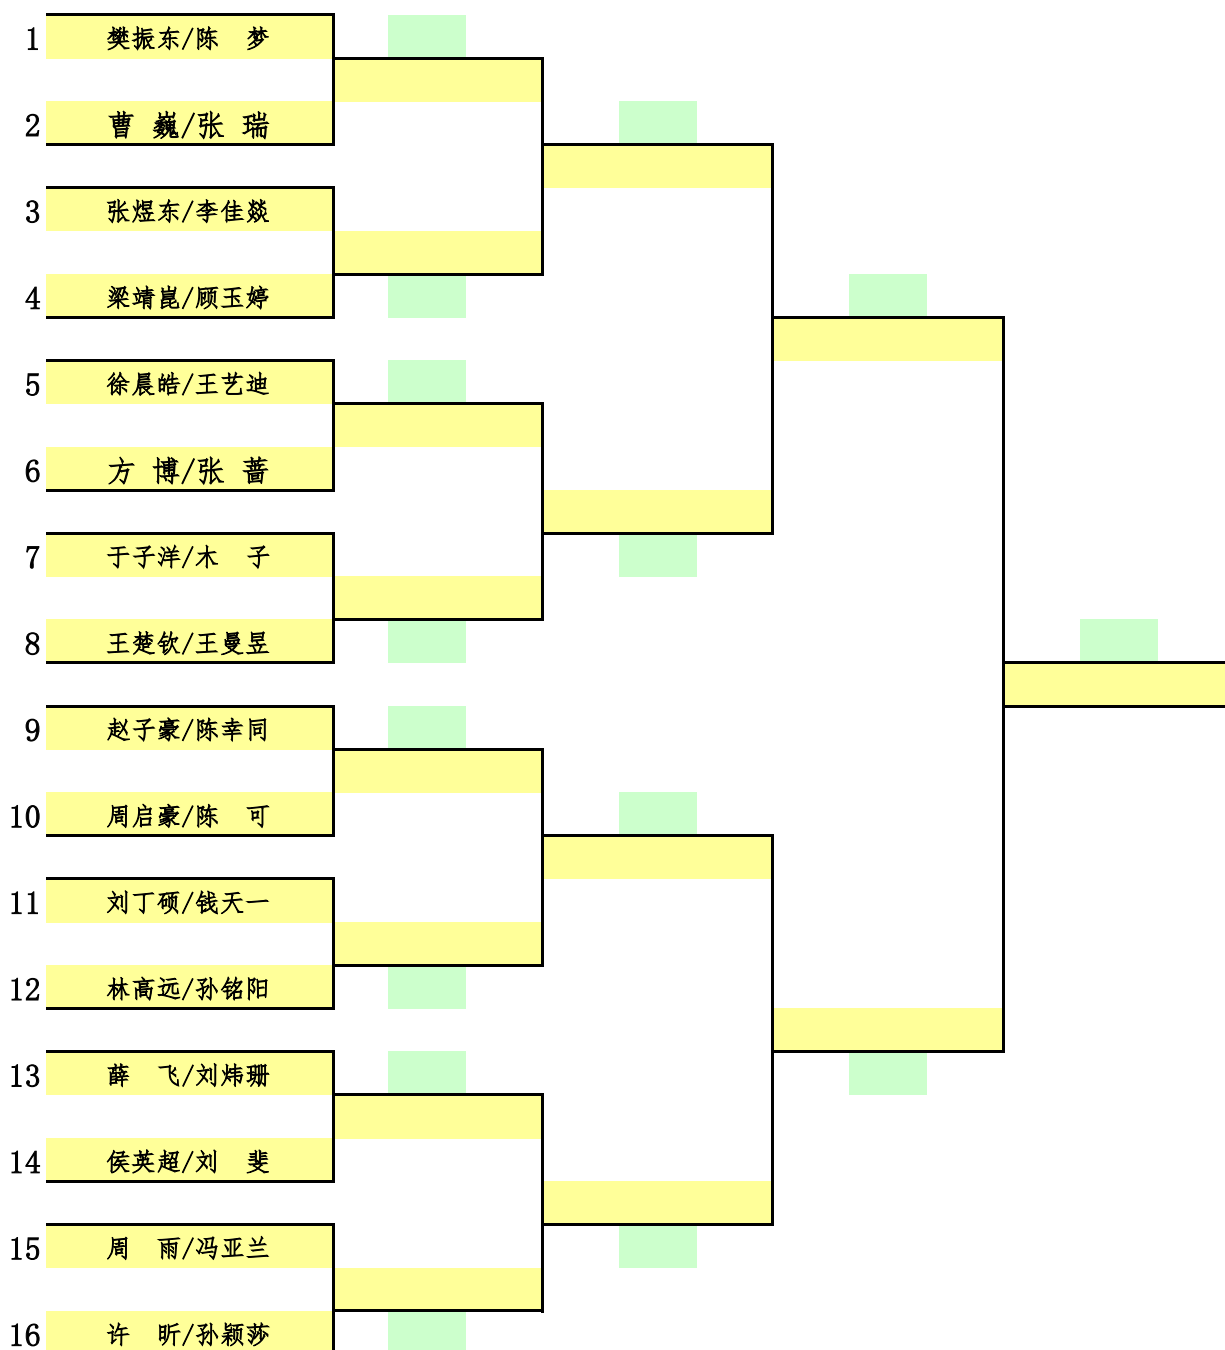 1 樊振东/陈 梦
2 曹 巍/张 瑞
3 张煜东/李佳燚
4 梁靖崑/顾玉婷
5 徐晨皓/王艺迪
6 方 博/张 蔷
7 于子洋/木 子
8 王楚钦/王曼昱
9 赵子豪/陈幸同
10 周启豪/陈 可
11 刘丁硕/钱天一
12 林高远/孙铭阳
13 薛 飞/刘炜珊
14 侯英超/刘 斐
15 周 雨/冯亚兰
16 许 昕/孙颖莎